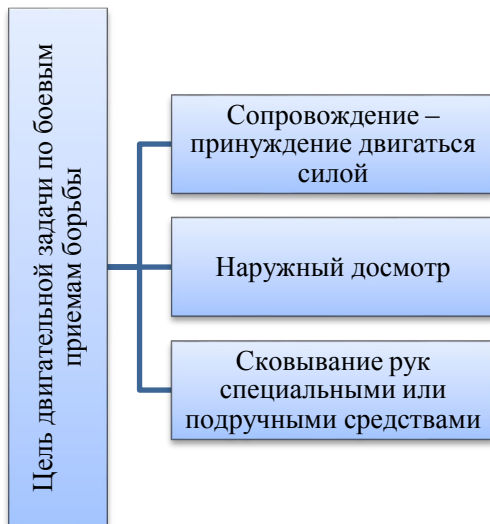 Цель двигательной задачи по боевым
приемам борьбы
Сопровождение –
принуждение двигаться
силой
Наружный досмотр
Сковывание рук
специальными или
подручными средствами